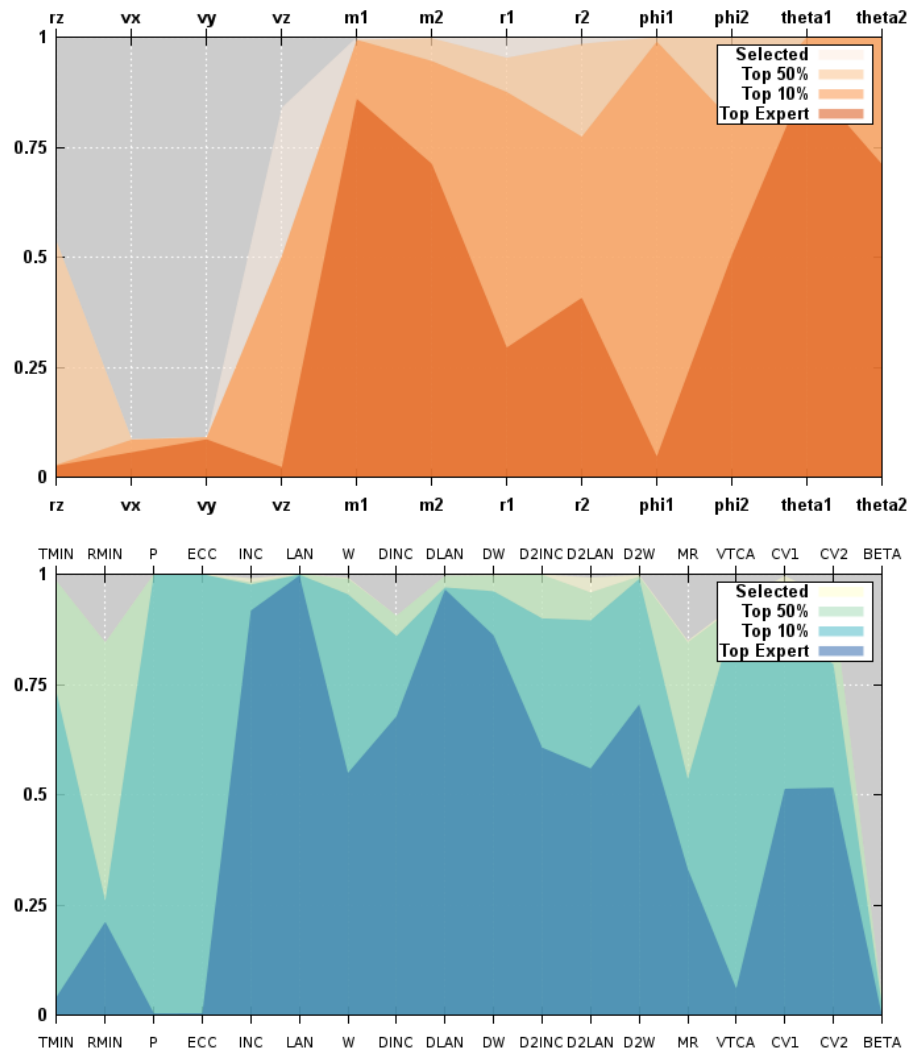 rz vx vy vz m1 m2 r1 r2 phi1 phi2 theta1 theta2
1
Selected
Top 50%
Top 10%
Top Expert
0.75
0.5
0.25
0
rz vx vy vz m1 m2 r1 r2 phi1 phi2 theta1 theta2
TMIN RMIN P ECC INC LAN W DINC DLAN DW D2INC D2LAN D2W MR VTCA CV1 CV2 BETA
1
Selected
Top 50%
Top 10%
Top Expert
0.75
0.5
0.25
0
TMIN RMIN P ECC INC LAN W DINC DLAN DW D2INC D2LAN D2W MR VTCA CV1 CV2 BETA